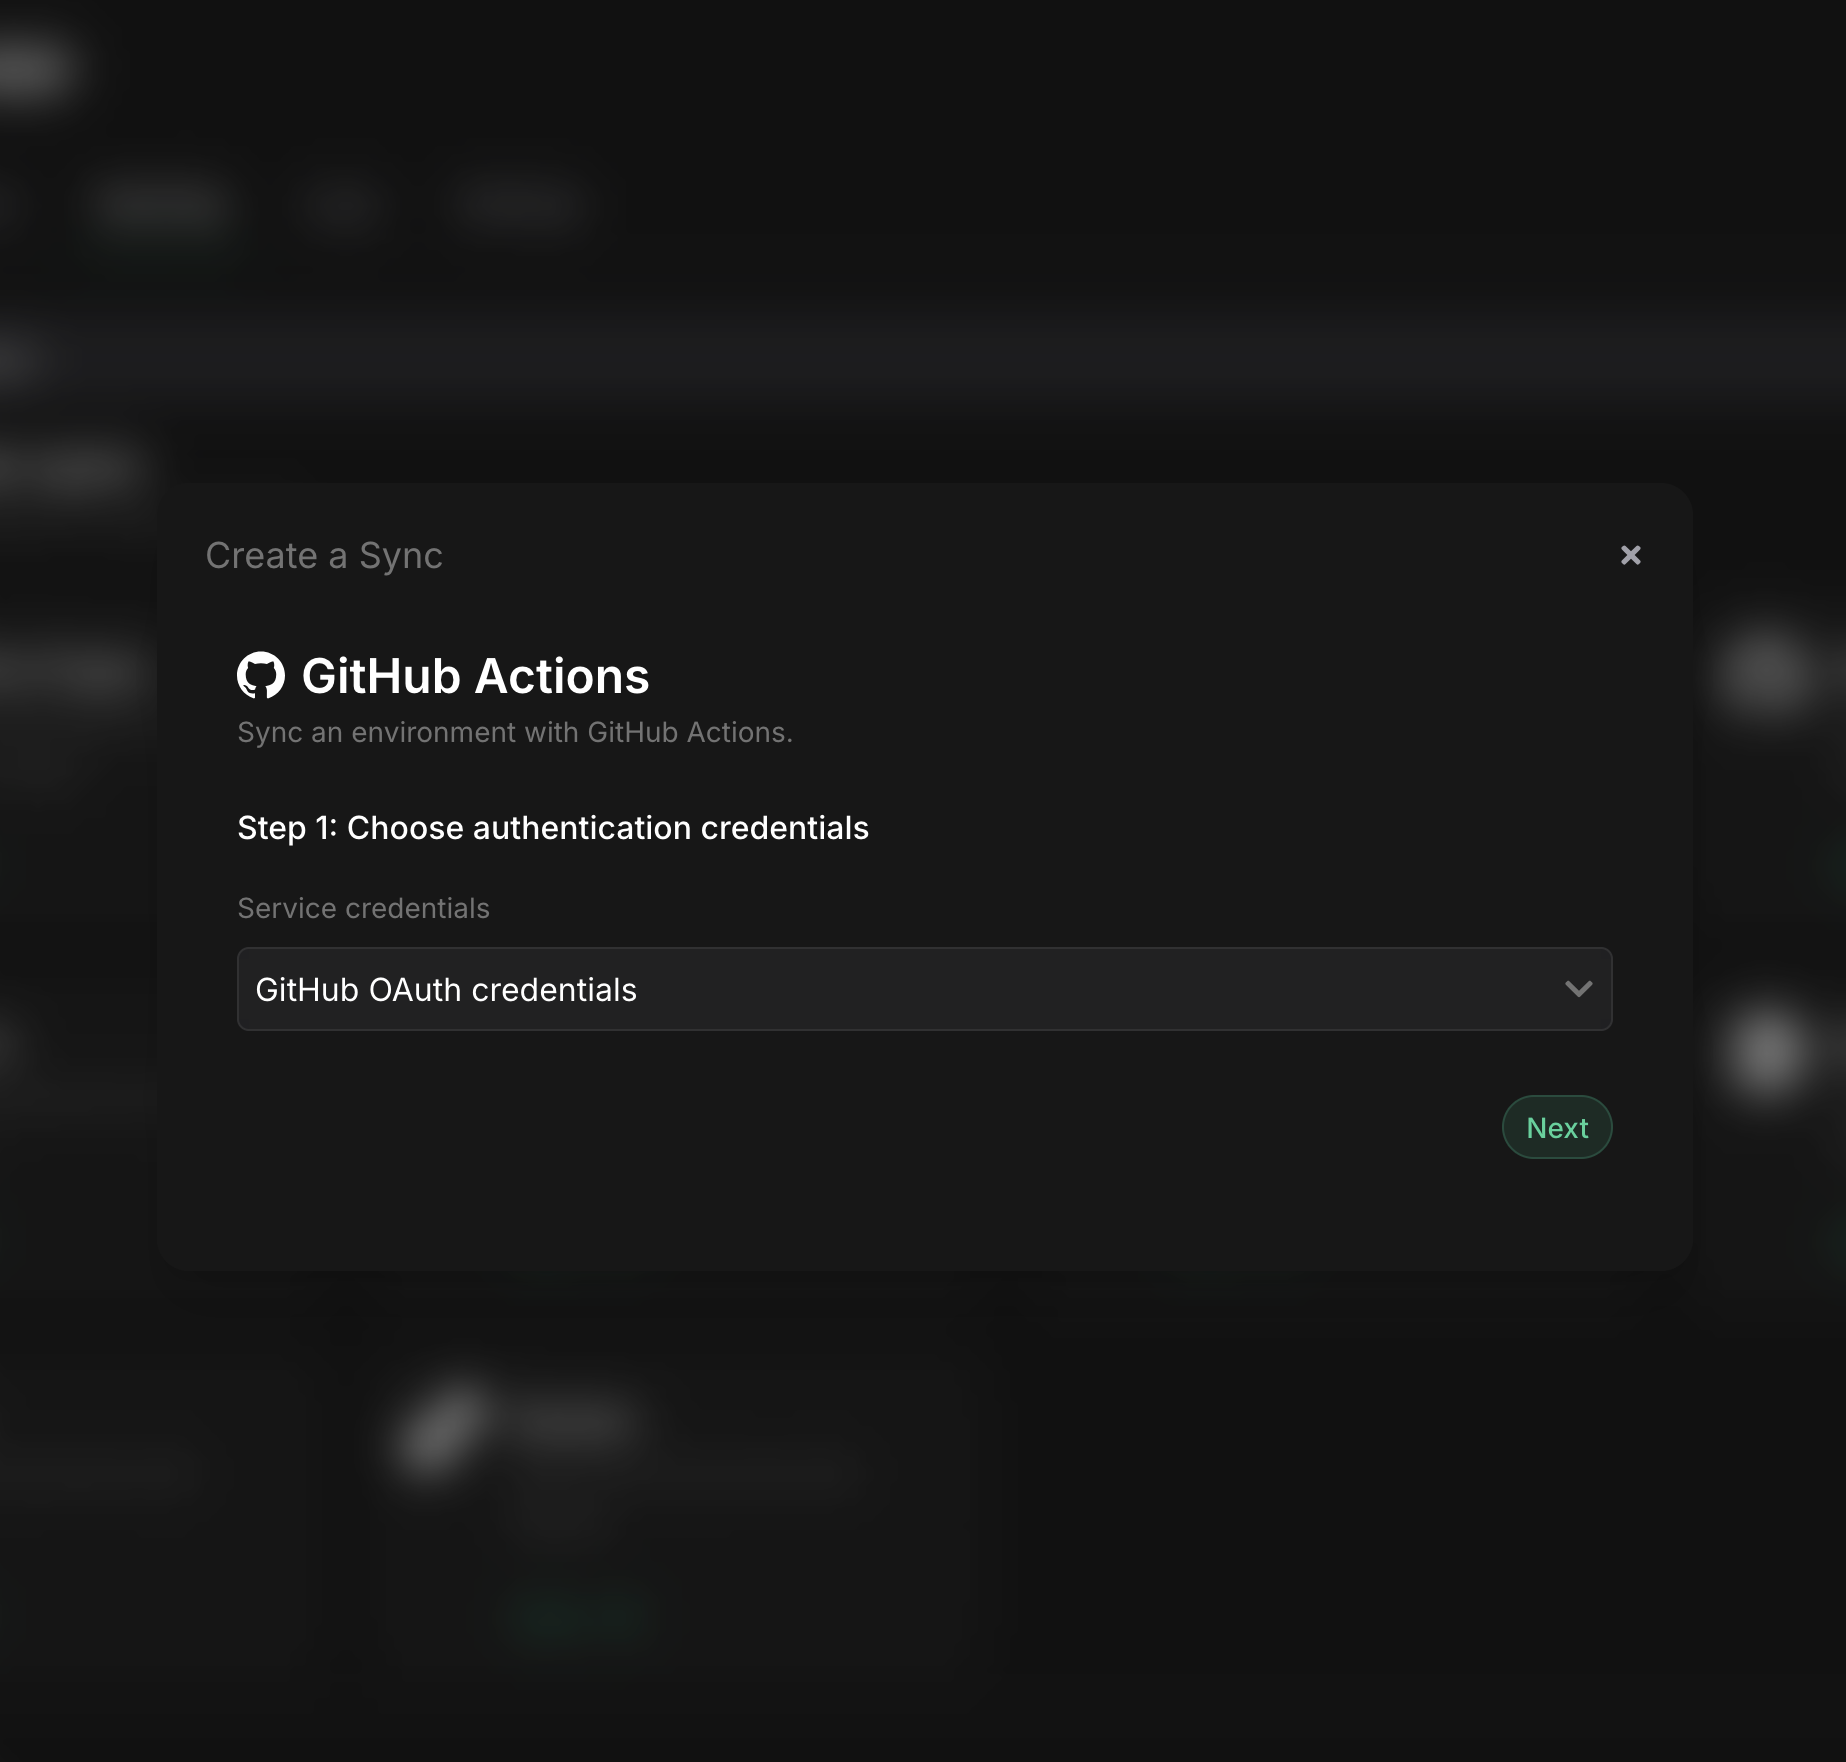 Create a Sync
GitHub Actions
Sync an environment with GitHub Actions.
Step 1: Choose authentication credentials
Service credentials
GitHub OAuth credentials
Next